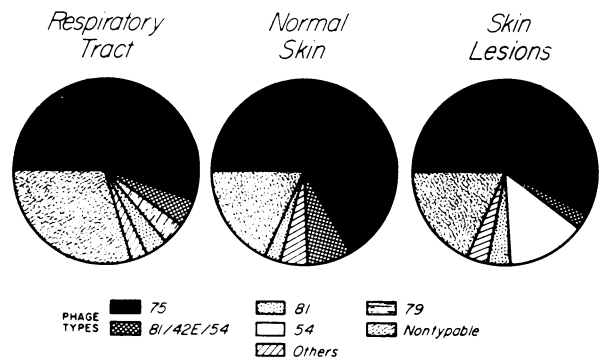 Respiratory Tract
Normal Skin
Skin Lesions
PHAGE TYPES
75
81/42E/54
81
54
Others
79
Nontypable